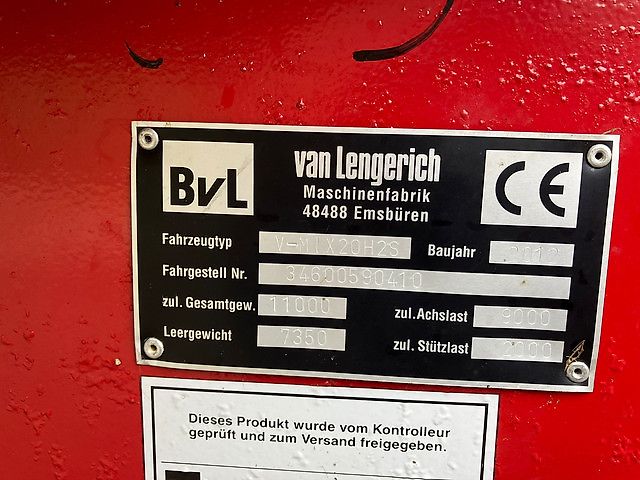 BvL
van Lengerich
Maschinenfabrik
48488 Emsbüren
CE
Fahrzeugtyp V-MIX20H2S Baujahr 2012
Fahrgestell Nr. 34600590410
zul. Gesamtgew. 11000 zul. Achslast 9000
Leergewicht 7350 zul. Stützlast 2000
Dieses Produkt wurde vom Kontrolleur
geprüft und zum Versand freigegeben.